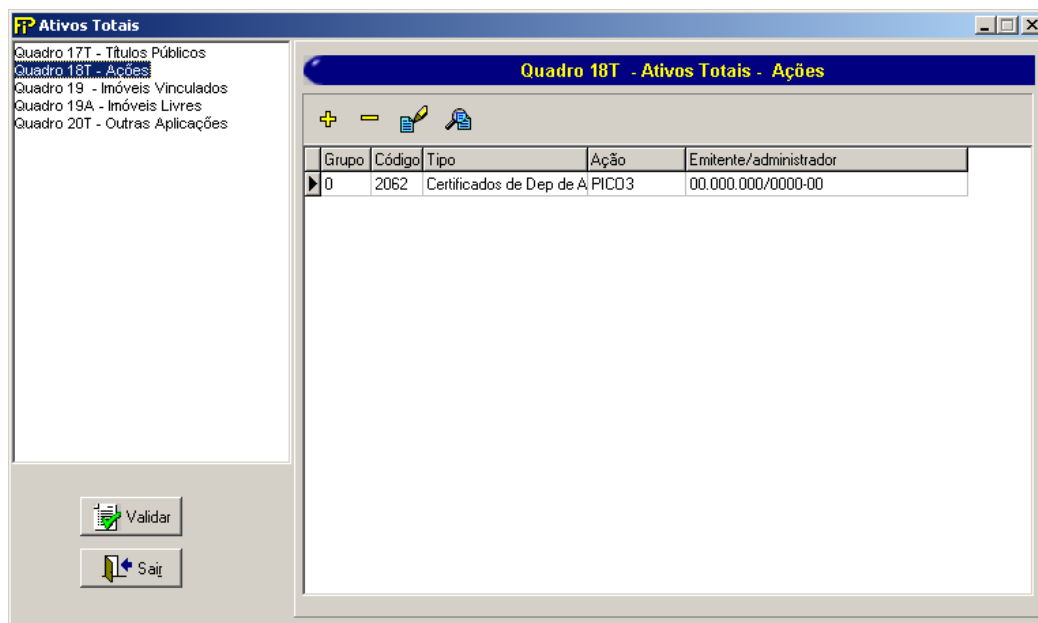 FiP Ativos Totais
Quadro 17T - Títulos Públicos
Quadro 18T - Ações
Quadro 19 - Imóveis Vinculados
Quadro 19A - Imóveis Livres
Quadro 20T - Outras Aplicações
Quadro 18T - Ativos Totais - Ações
Grupo Código Tipo Ação Emitente/administrador
0 2062 Certificados de Dep de A PICO3 00.000.000/0000-00
Validar
Sair